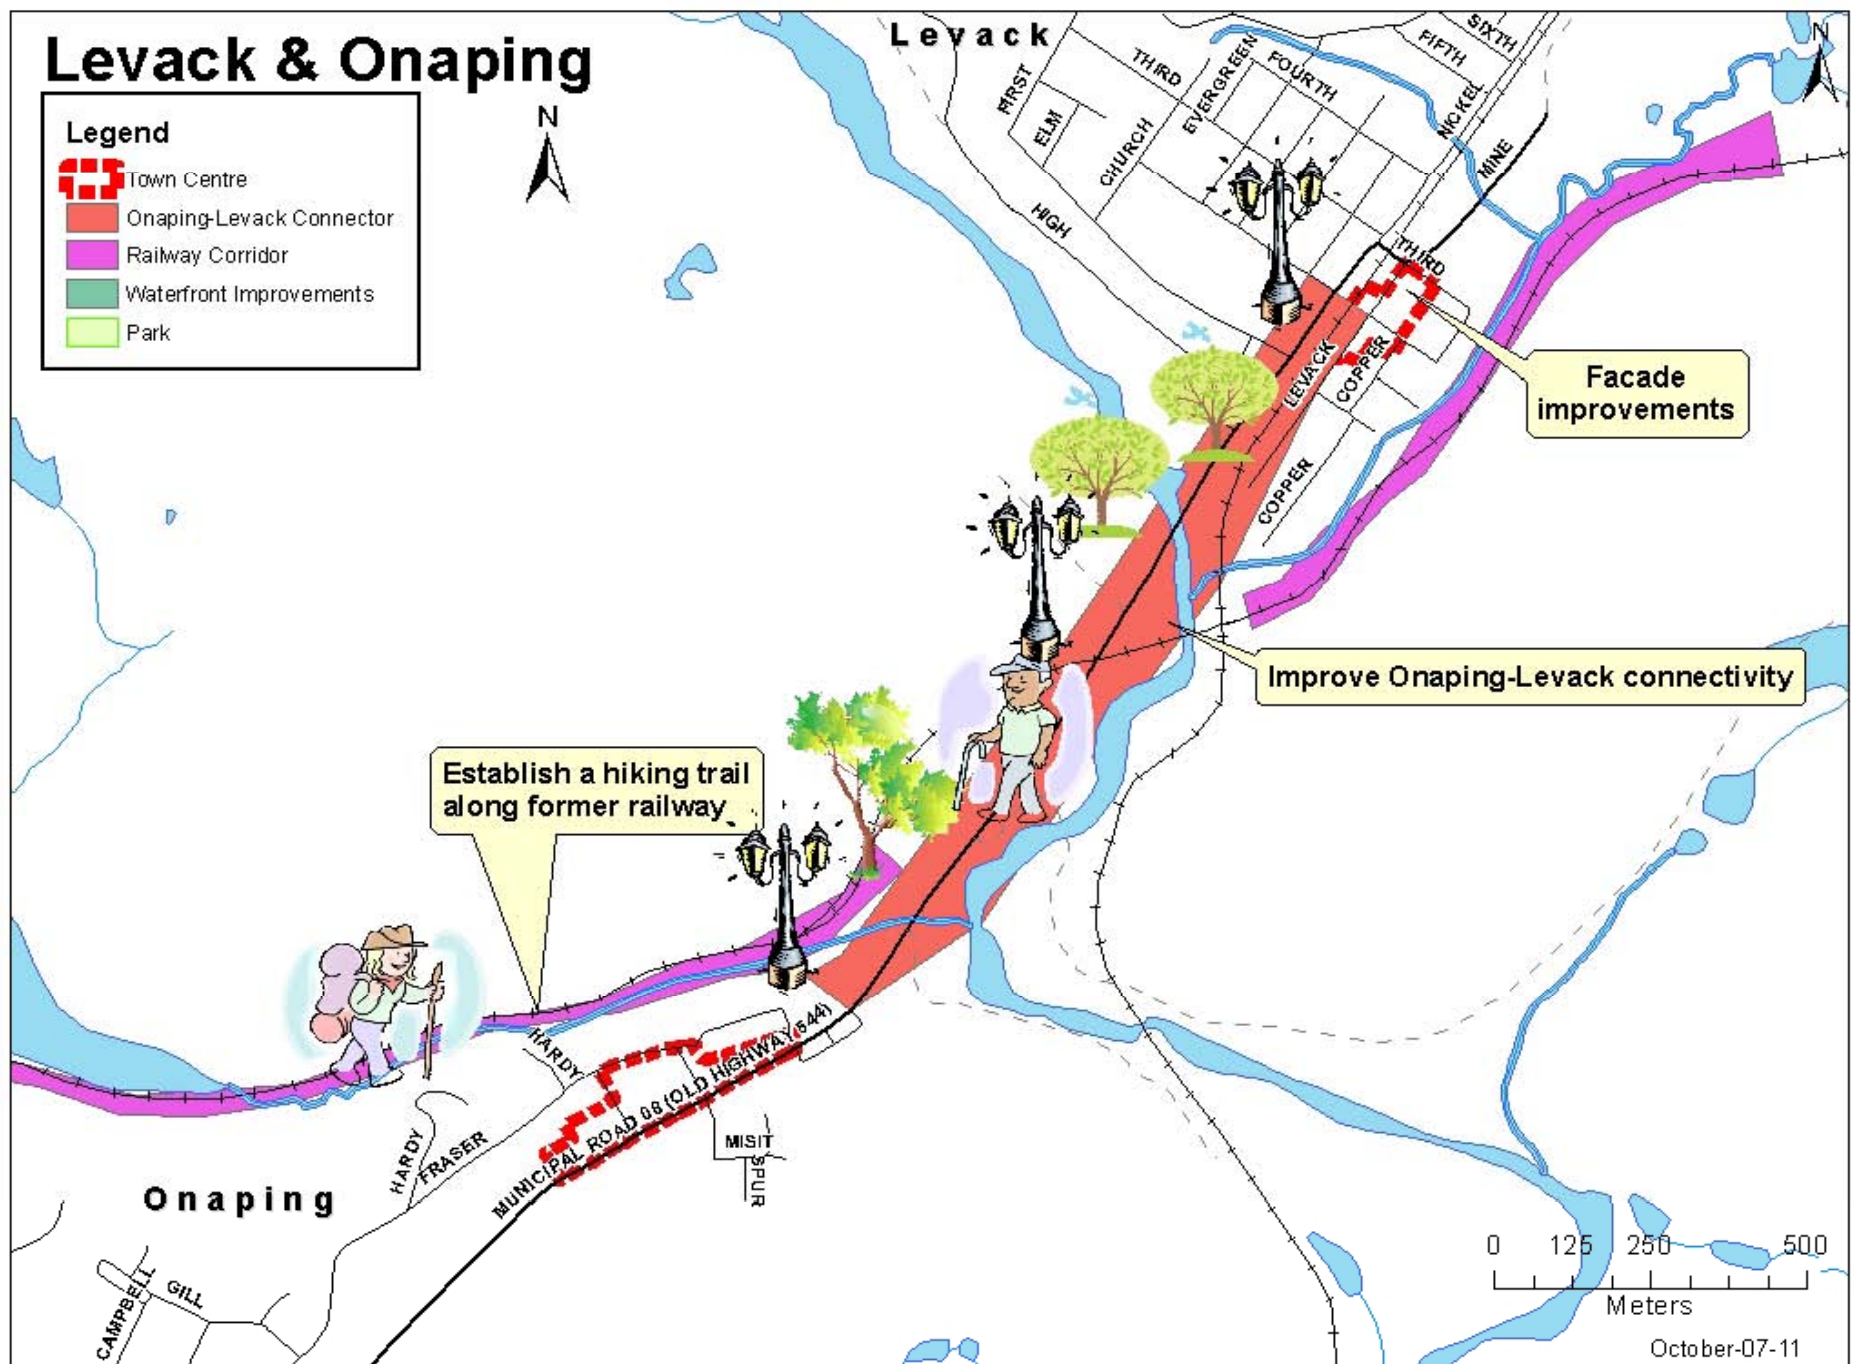 Levack & Onaping
Legend
Town Centre
Onaping-Levack Connector
Railway Corridor
Waterfront Improvements
Park
N
N
Levack
FIRST
ELM
THIRD
CHURCH
EVERGREEN
FOURTH
FIFTH
SIXTH
NICKEL
MINE
HIGH
THIRD
LEVACK
COPPER
COPPER
Facade
improvements
Improve Onaping-Levack connectivity
Establish a hiking trail
along former railway
HARDY
HARDY
FRASER
MUNICIPAL ROAD 08 (OLD HIGHWAY 544)
MISIT
SPUR
Onaping
CAMPBELL
GILL
0 125 250 500
Meters
October-07-11